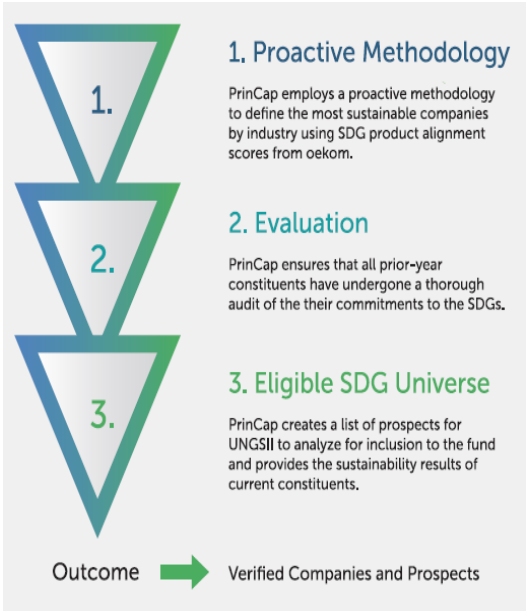 1.
1. Proactive Methodology
PrinCap employs a proactive methodology
to define the most sustainable companies
by industry using SDG product alignment
scores from oekom.
2.
2. Evaluation
PrinCap ensures that all prior-year
constituents have undergone a thorough
audit of the their commitments to the SDGs.
3.
3. Eligible SDG Universe
PrinCap creates a list of prospects for
UNGSII to analyze for inclusion to the fund
and provides the sustainability results of
current constituents.
Outcome
Verified Companies and Prospects